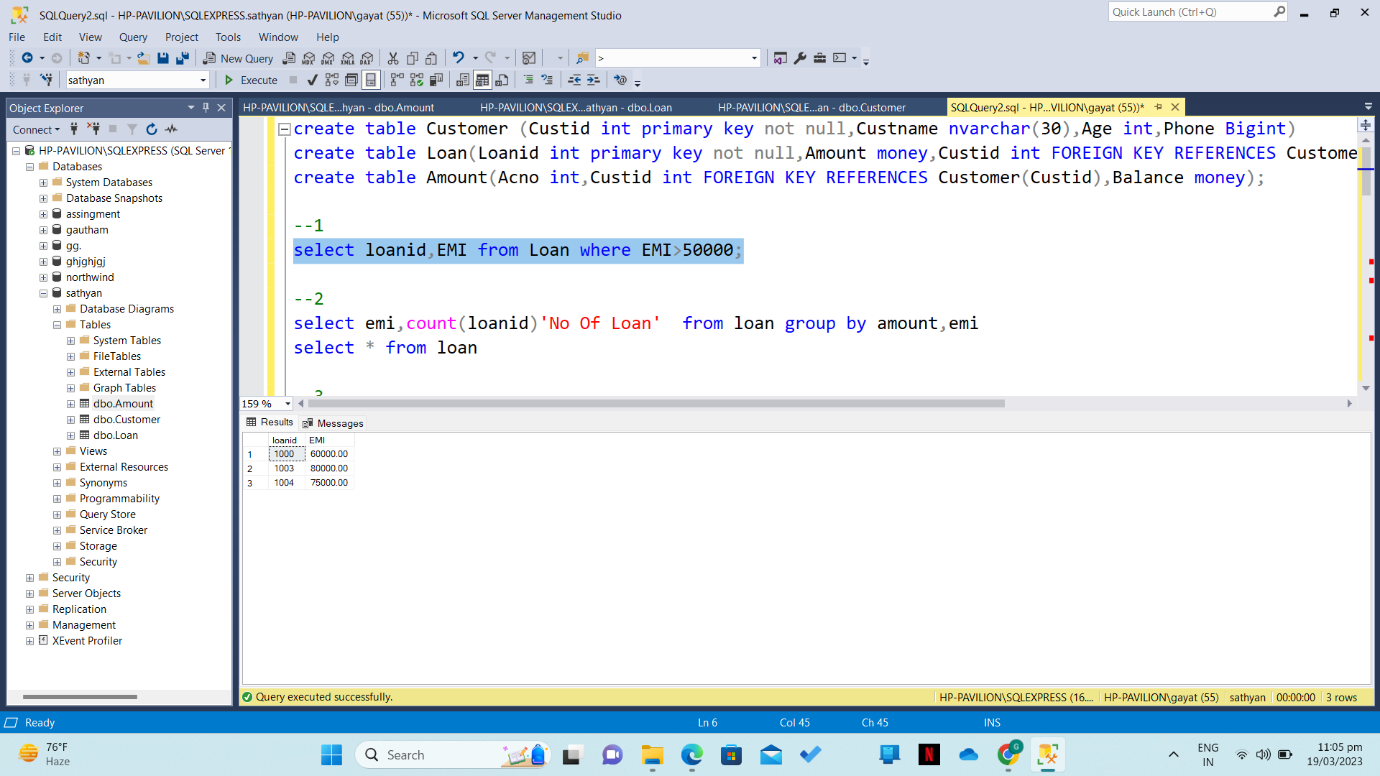 SQLQuery2.sql - HP-PAVILION\SQLEXPRESS.sathyan (HP-PAVILION\gayat (55))* - Microsoft SQL Server Management Studio
Quick Launch (Ctrl+Q)
File Edit View Query Project Tools Window Help
New Query
>
sathyan
Execute
Object Explorer
HP-PAVILION\SQLE...hyan - dbo.Amount
HP-PAVILION\SQLEX...athyan - dbo.Loan
HP-PAVILION\SQLE...an - dbo.Customer
SQLQuery2.sql - HP...VILION\gayat (55))*
Connect
HP-PAVILION\SQLEXPRESS (SQL Server
Databases
System Databases
Database Snapshots
assingment
gautham
gg.
ghjghjgj
northwind
sathyan
Database Diagrams
Tables
System Tables
FileTables
External Tables
Graph Tables
dbo.Amount
dbo.Customer
dbo.Loan
Views
External Resources
Synonyms
Programmability
Query Store
Service Broker
Storage
Security
Security
Server Objects
Replication
Management
XEvent Profiler
create table Customer (Custid int primary key not null,Custname nvarchar(30),Age int,Phone Bigint)
create table Loan(Loanid int primary key not null,Amount money,Custid int FOREIGN KEY REFERENCES Custome
create table Amount(Acno int,Custid int FOREIGN KEY REFERENCES Customer(Custid),Balance money);
--1
select loanid,EMI from Loan where EMI>50000;
--2
select emi,count(loanid)'No Of Loan'  from loan group by amount,emi
select * from loan
--3
159 %
Results Messages
loanid EMI
1 1000 60000.00
2 1003 80000.00
3 1004 75000.00
Query executed successfully.
HP-PAVILION\SQLEXPRESS (16.... HP-PAVILION\gayat (55) sathyan 00:00:00 3 rows
Ready
Ln 6 Col 45 Ch 45 INS
76°F
Haze
Search
G
N
ENG
IN
11:05 pm
19/03/2023